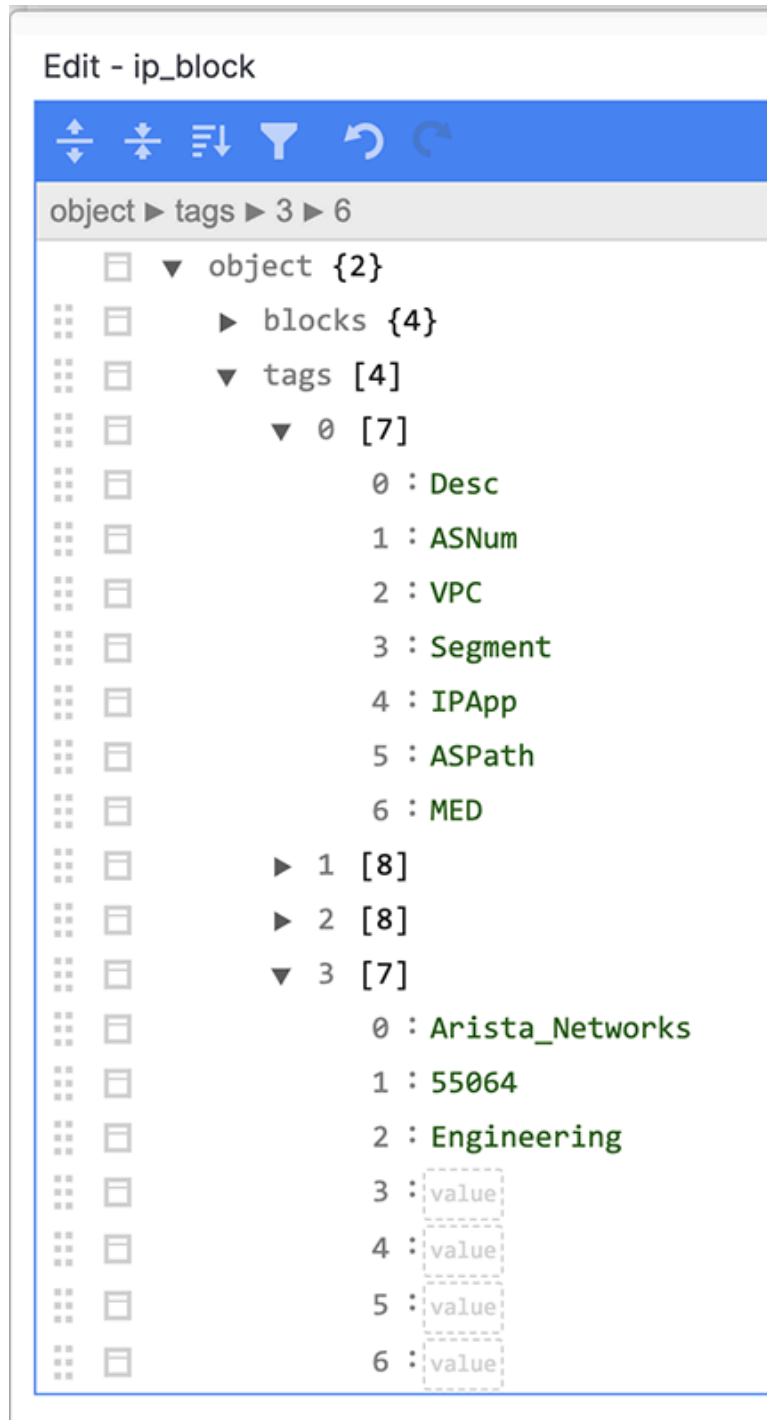 Edit - ip_block
object ▶ tags ▶ 3 ▶ 6
object {2}
blocks {4}
tags [4]
0 [7]
0 : Desc
1 : ASNum
2 : VPC
3 : Segment
4 : IPApp
5 : ASPath
6 : MED
1 [8]
2 [8]
3 [7]
0 : Arista_Networks
1 : 55064
2 : Engineering
3 : value
4 : value
5 : value
6 : value